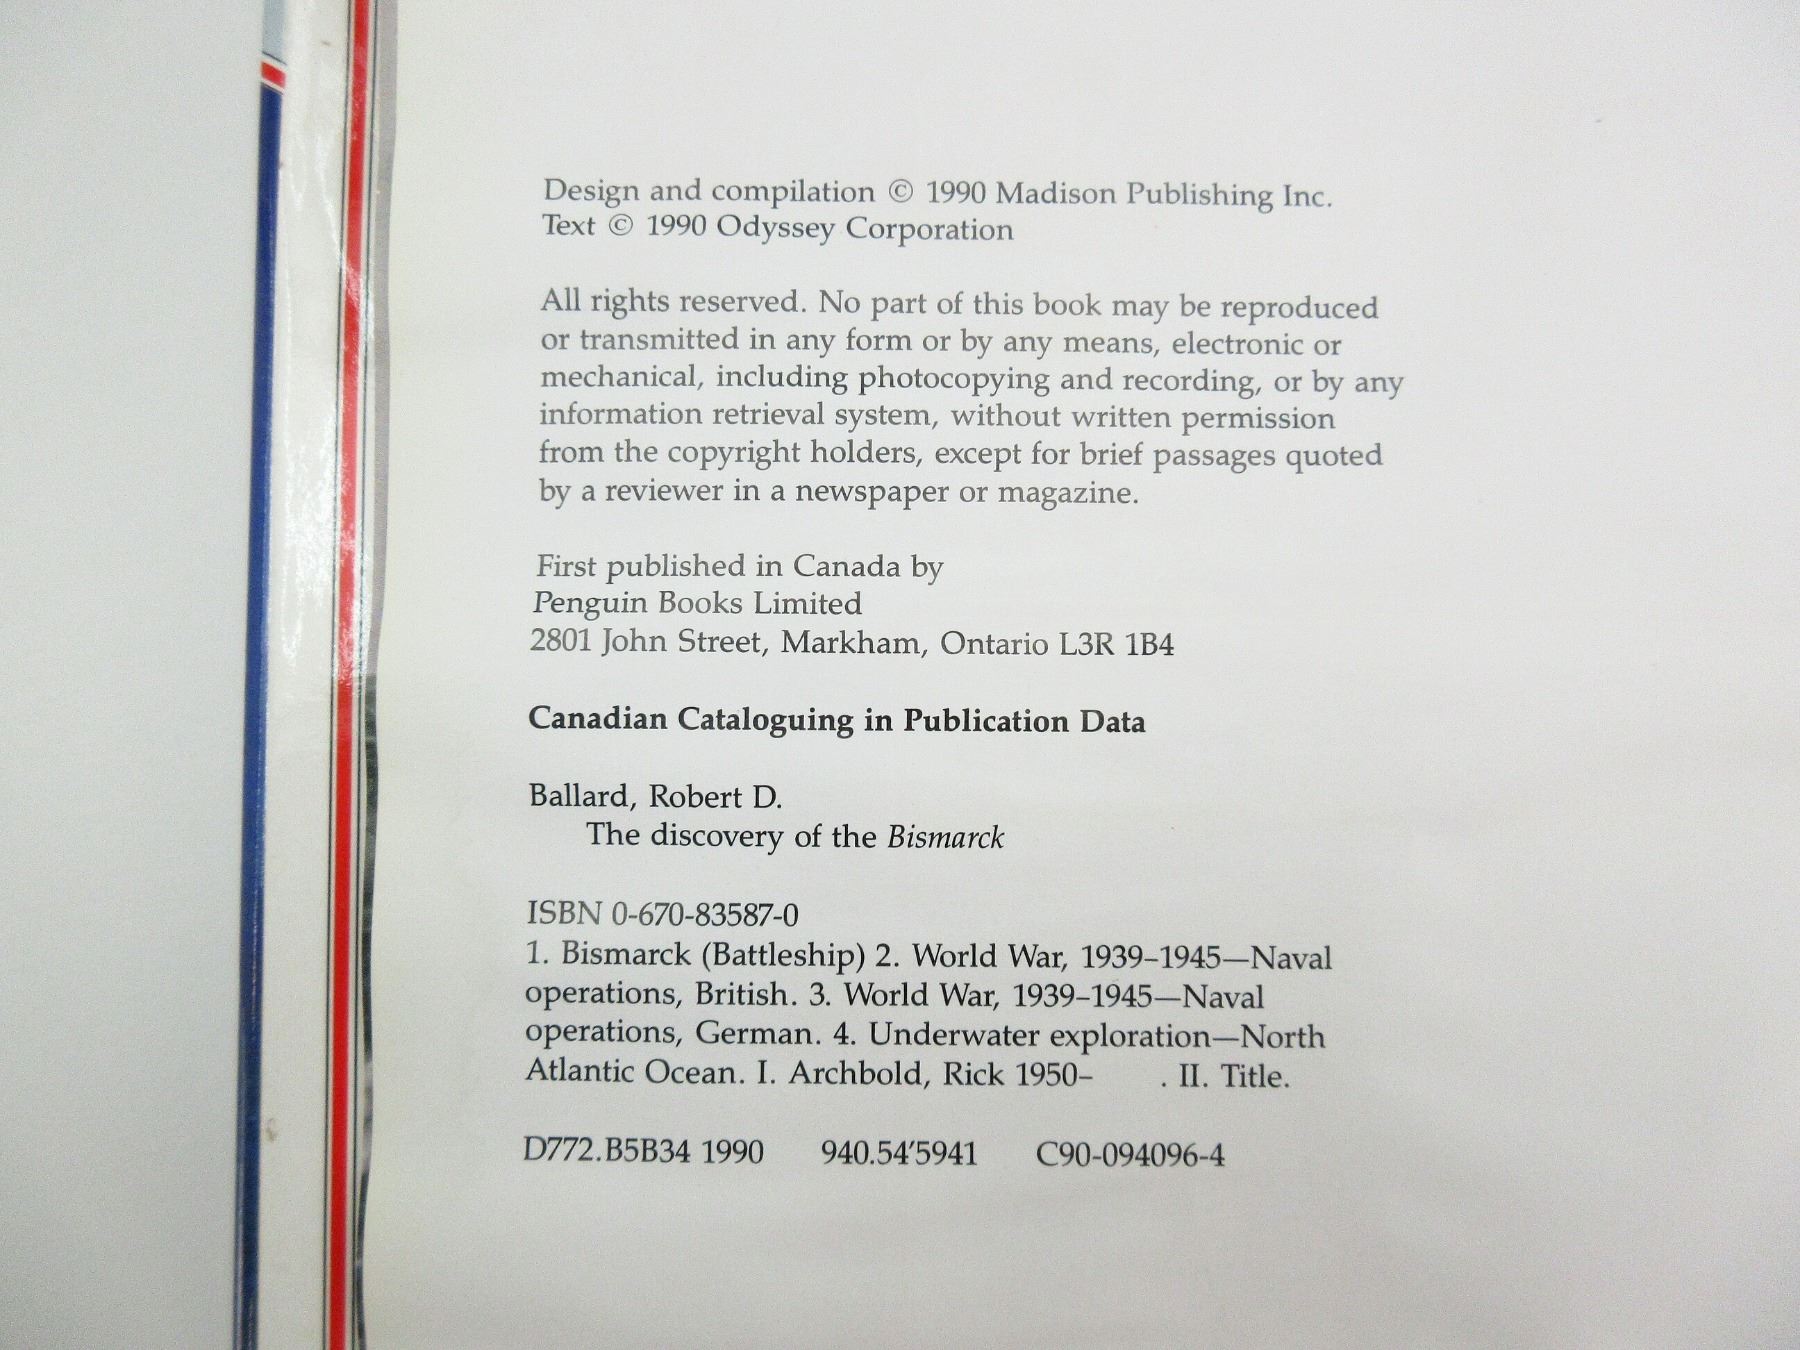 Design and compilation © 1990 Madison Publishing Inc.
Text © 1990 Odyssey Corporation
All rights reserved. No part of this book may be reproduced
or transmitted in any form or by any means, electronic or
mechanical, including photocopying and recording, or by any
information retrieval system, without written permission
from the copyright holders, except for brief passages quoted
by a reviewer in a newspaper or magazine.
First published in Canada by
Penguin Books Limited
2801 John Street, Markham, Ontario L3R 1B4
Canadian Cataloguing in Publication Data
Ballard, Robert D.
The discovery of the Bismarck
ISBN 0-670-83587-0
1. Bismarck (Battleship) 2. World War, 1939–1945—Naval
operations, British. 3. World War, 1939–1945—Naval
operations, German. 4. Underwater exploration—North
Atlantic Ocean. I. Archbold, Rick 1950– . II. Title.
D772.B5B34 1990 940.54′5941 C90-094096-4